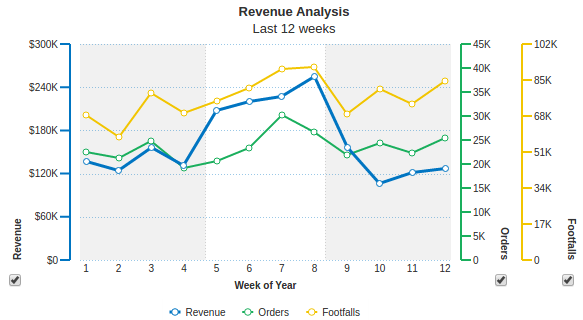 Revenue Analysis
Last 12 weeks
$300K
$240K
$180K
$120K
$60K
$0
Revenue
45K
40K
35K
30K
25K
20K
15K
10K
5K
0
Orders
102K
85K
68K
51K
34K
17K
0
Footfalls
1 2 3 4 5 6 7 8 9 10 11 12
Week of Year
Revenue Orders Footfalls